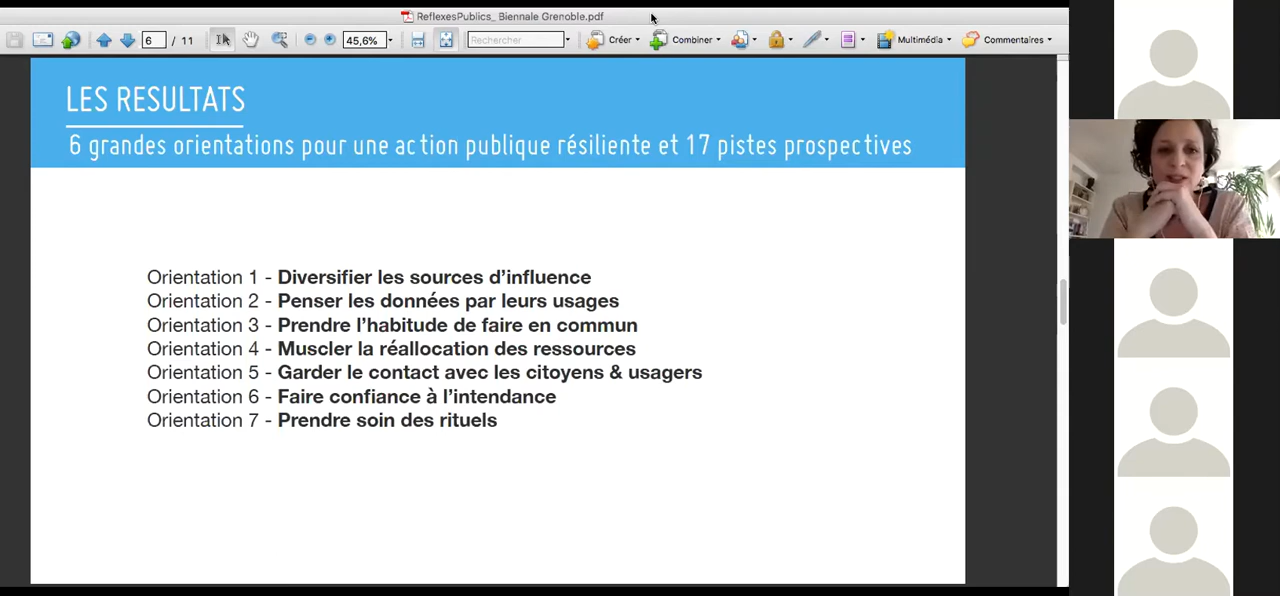 ReflexesPublics_ Biennale Grenoble.pdf
6 / 11 45,6% Rechercher Créer Combiner Multimédia Commentaires
LES RESULTATS
6 grandes orientations pour une action publique résiliente et 17 pistes prospectives
Orientation 1 - Diversifier les sources d’influence
Orientation 2 - Penser les données par leurs usages
Orientation 3 - Prendre l’habitude de faire en commun
Orientation 4 - Muscler la réallocation des ressources
Orientation 5 - Garder le contact avec les citoyens & usagers
Orientation 6 - Faire confiance à l’intendance
Orientation 7 - Prendre soin des rituels